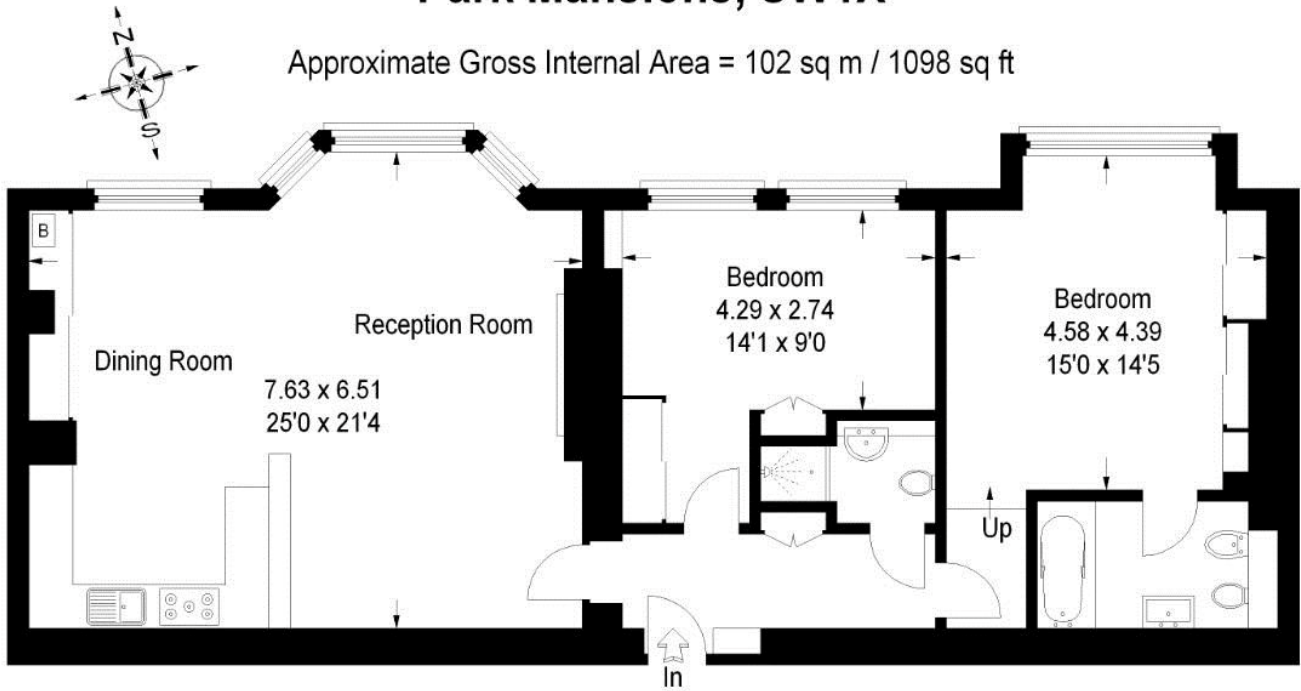 N
S
Approximate Gross Internal Area = 102 sq m / 1098 sq ft
B
Dining Room
Reception Room
7.63 x 6.51
25'0 x 21'4
Bedroom
4.29 x 2.74
14'1 x 9'0
Bedroom
4.58 x 4.39
15'0 x 14'5
Up
In